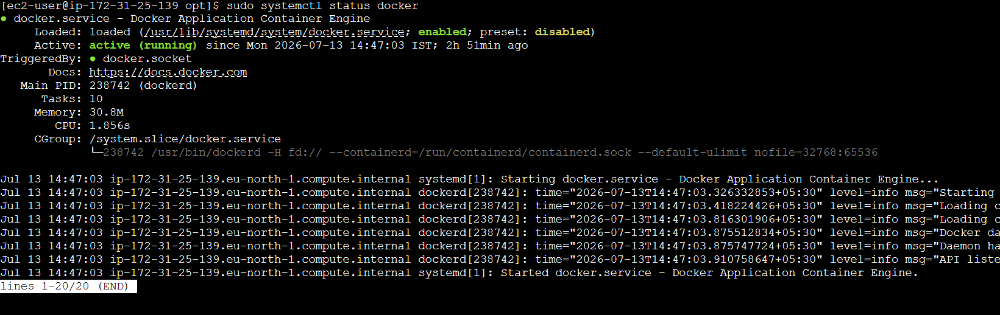 [ec2-user@ip-172-31-25-139 opt]$ sudo systemctl status docker
● docker.service - Docker Application Container Engine
     Loaded: loaded (/usr/lib/systemd/system/docker.service; enabled; preset: disabled)
     Active: active (running) since Mon 2026-07-13 14:47:03 IST; 2h 51min ago
TriggeredBy: ● docker.socket
       Docs: https://docs.docker.com
   Main PID: 238742 (dockerd)
      Tasks: 10
     Memory: 30.8M
        CPU: 1.856s
     CGroup: /system.slice/docker.service
             └─238742 /usr/bin/dockerd -H fd:// --containerd=/run/containerd/containerd.sock --default-ulimit nofile=32768:65536

Jul 13 14:47:03 ip-172-31-25-139.eu-north-1.compute.internal systemd[1]: Starting docker.service - Docker Application Container Engine...
Jul 13 14:47:03 ip-172-31-25-139.eu-north-1.compute.internal dockerd[238742]: time="2026-07-13T14:47:03.326332853+05:30" level=info msg="Starting
Jul 13 14:47:03 ip-172-31-25-139.eu-north-1.compute.internal dockerd[238742]: time="2026-07-13T14:47:03.418224426+05:30" level=info msg="Loading c
Jul 13 14:47:03 ip-172-31-25-139.eu-north-1.compute.internal dockerd[238742]: time="2026-07-13T14:47:03.816301906+05:30" level=info msg="Loading c
Jul 13 14:47:03 ip-172-31-25-139.eu-north-1.compute.internal dockerd[238742]: time="2026-07-13T14:47:03.875512834+05:30" level=info msg="Docker da
Jul 13 14:47:03 ip-172-31-25-139.eu-north-1.compute.internal dockerd[238742]: time="2026-07-13T14:47:03.875747724+05:30" level=info msg="Daemon ha
Jul 13 14:47:03 ip-172-31-25-139.eu-north-1.compute.internal dockerd[238742]: time="2026-07-13T14:47:03.910758647+05:30" level=info msg="API liste
Jul 13 14:47:03 ip-172-31-25-139.eu-north-1.compute.internal systemd[1]: Started docker.service - Docker Application Container Engine.
lines 1-20/20 (END)